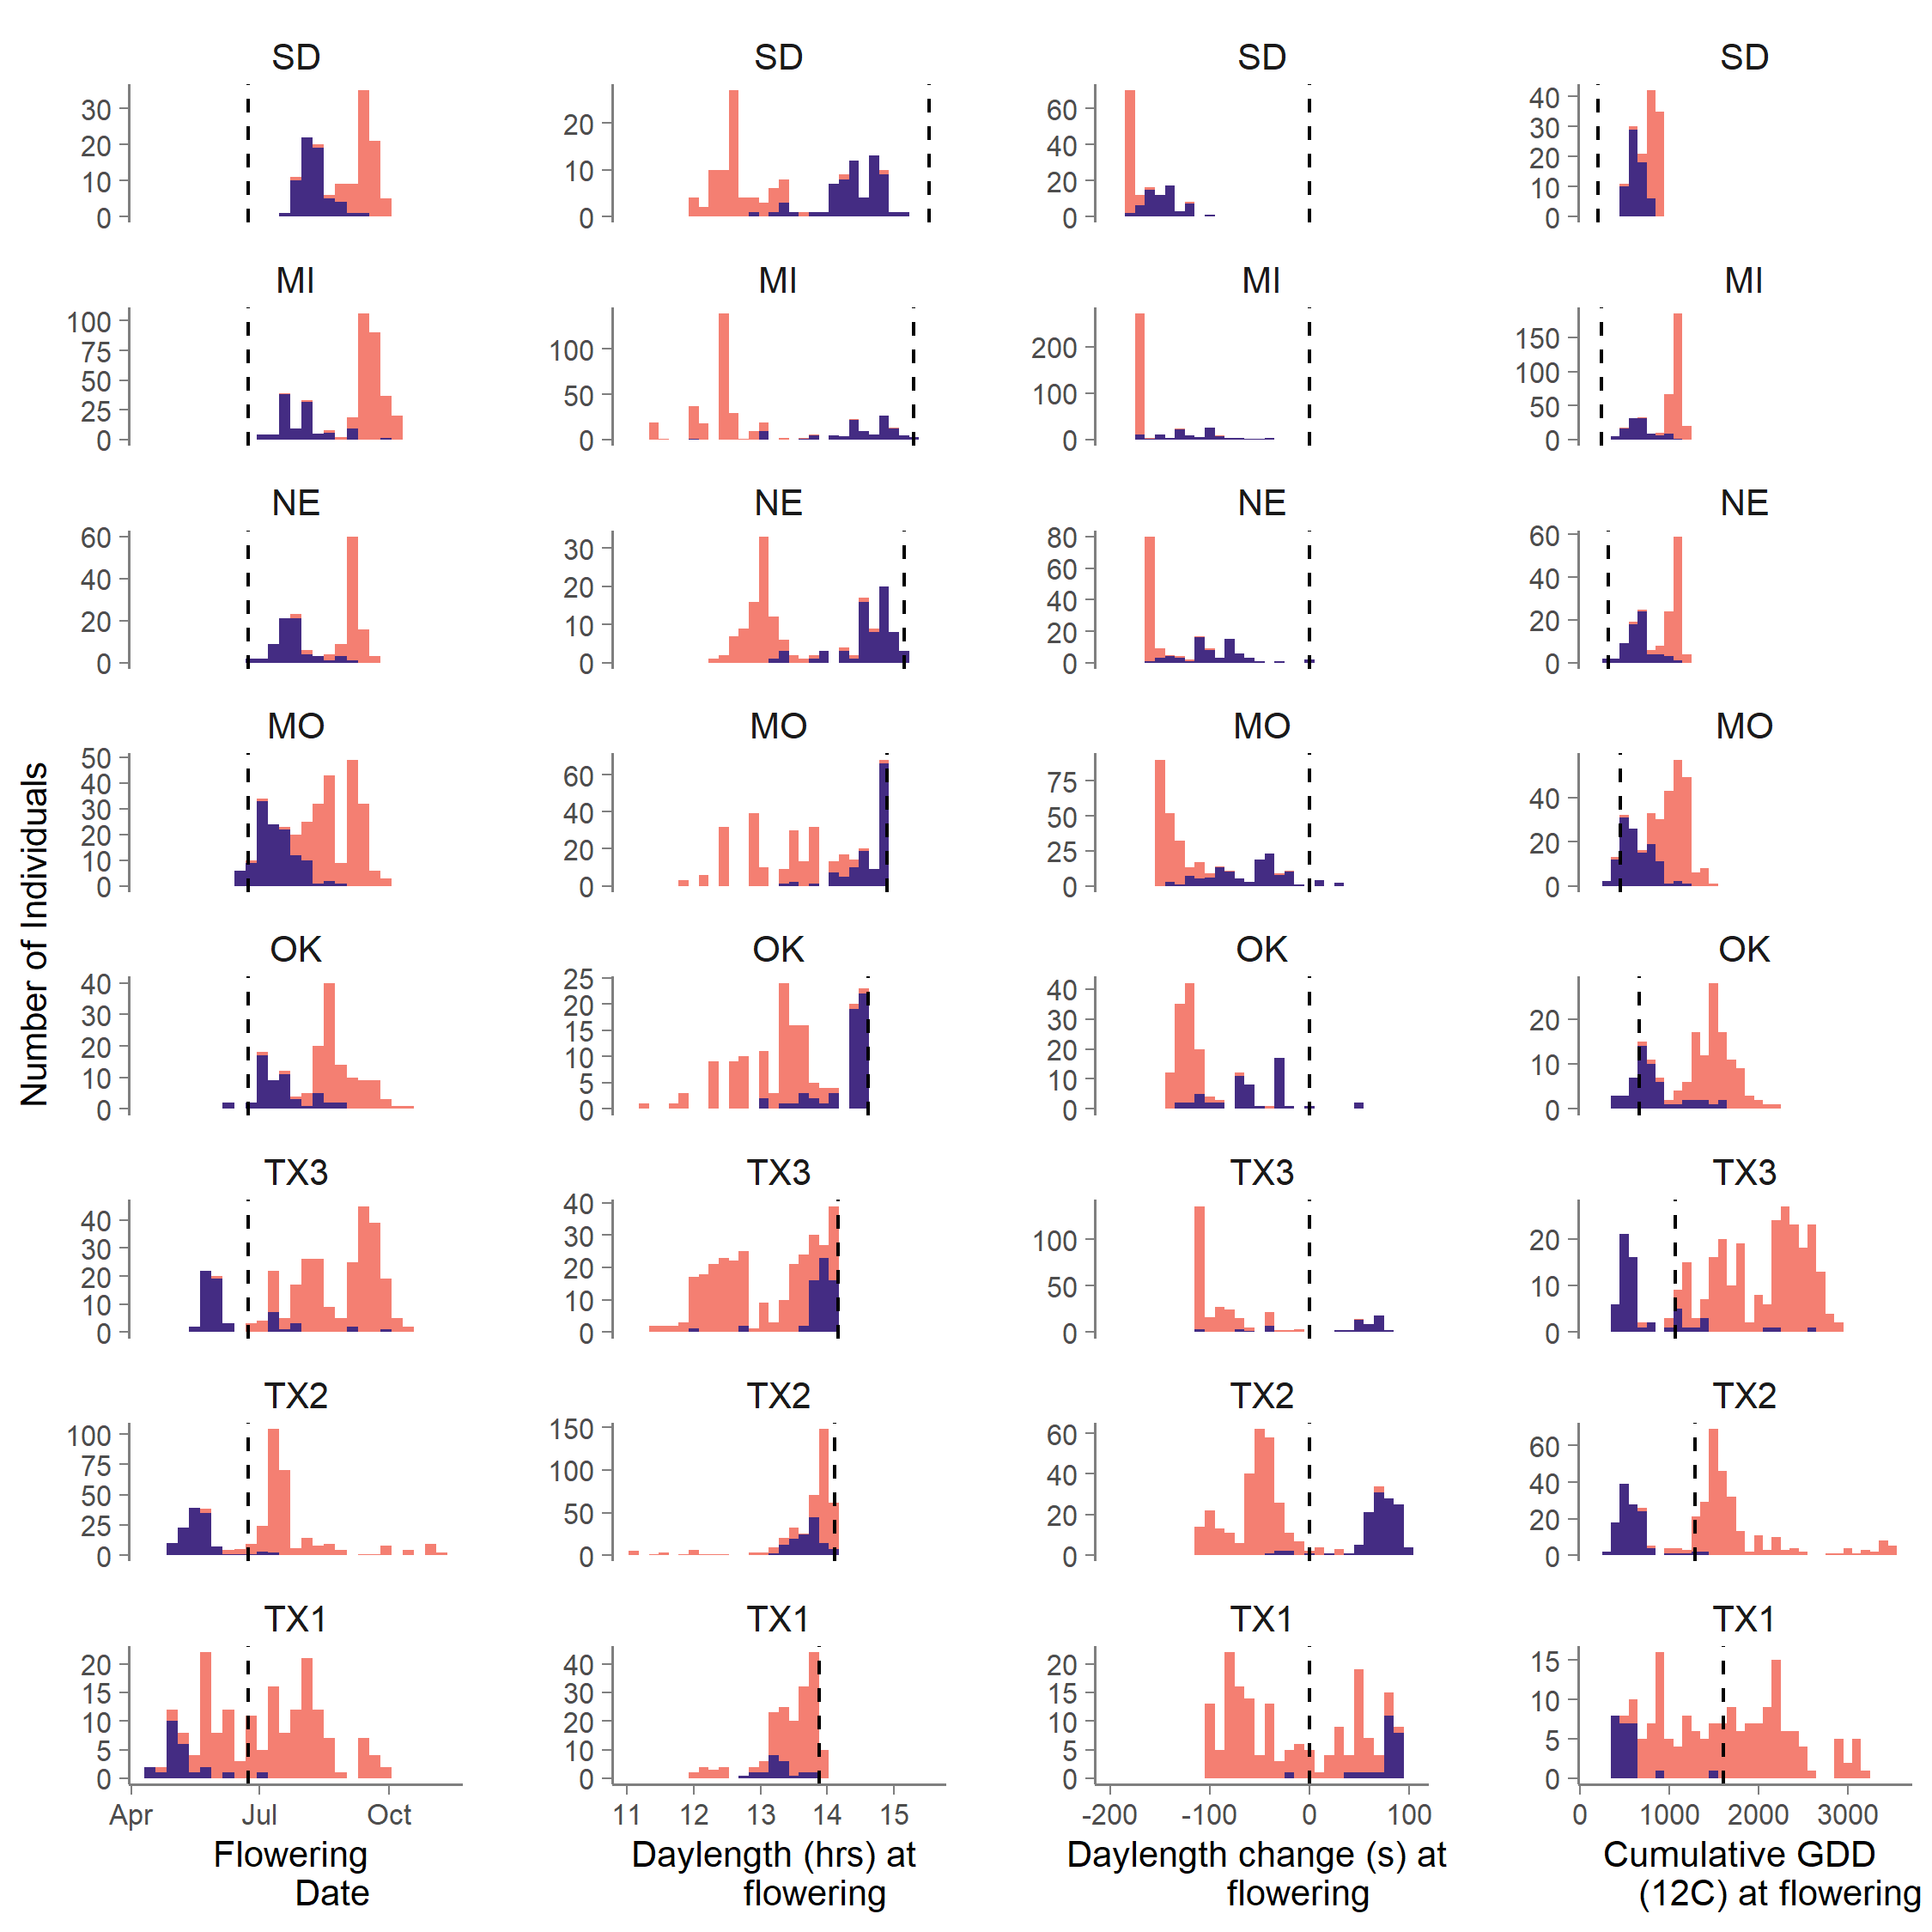 SD SD SD SD
30 20 60 40
20 10 40 30
10 0 20 20
0 0 10
0
MI MI MI MI
100 100 200 150
75 50 100 100
50 0 0 50
25 0
0
NE NE NE NE
60 30 80 60
40 20 60 40
20 10 40 20
0 0 20 0
0
MO MO MO MO
50 60 75 40
40 40 50 20
30 20 25 0
20 0 0
10
0
Number of Individuals
OK OK OK OK
40 25 40 20
30 20 30 10
20 15 20 0
10 10 10
0 5 0
0
TX3 TX3 TX3 TX3
40 40 100 20
30 30 50 10
20 20 0 0
10 10
0 0
TX2 TX2 TX2 TX2
100 150 60 60
75 100 40 40
50 50 20 20
25 0 0 0
0
TX1 TX1 TX1 TX1
20 40 20 15
15 30 15 10
10 20 10 5
5 10 5 0
0 0 0
Apr Jul Oct 11 12 13 14 15 -200 -100 0 100 0 1000 2000 3000
Flowering Daylength (hrs) at Daylength change (s) at Cumulative GDD
Date flowering flowering (12C) at flowering